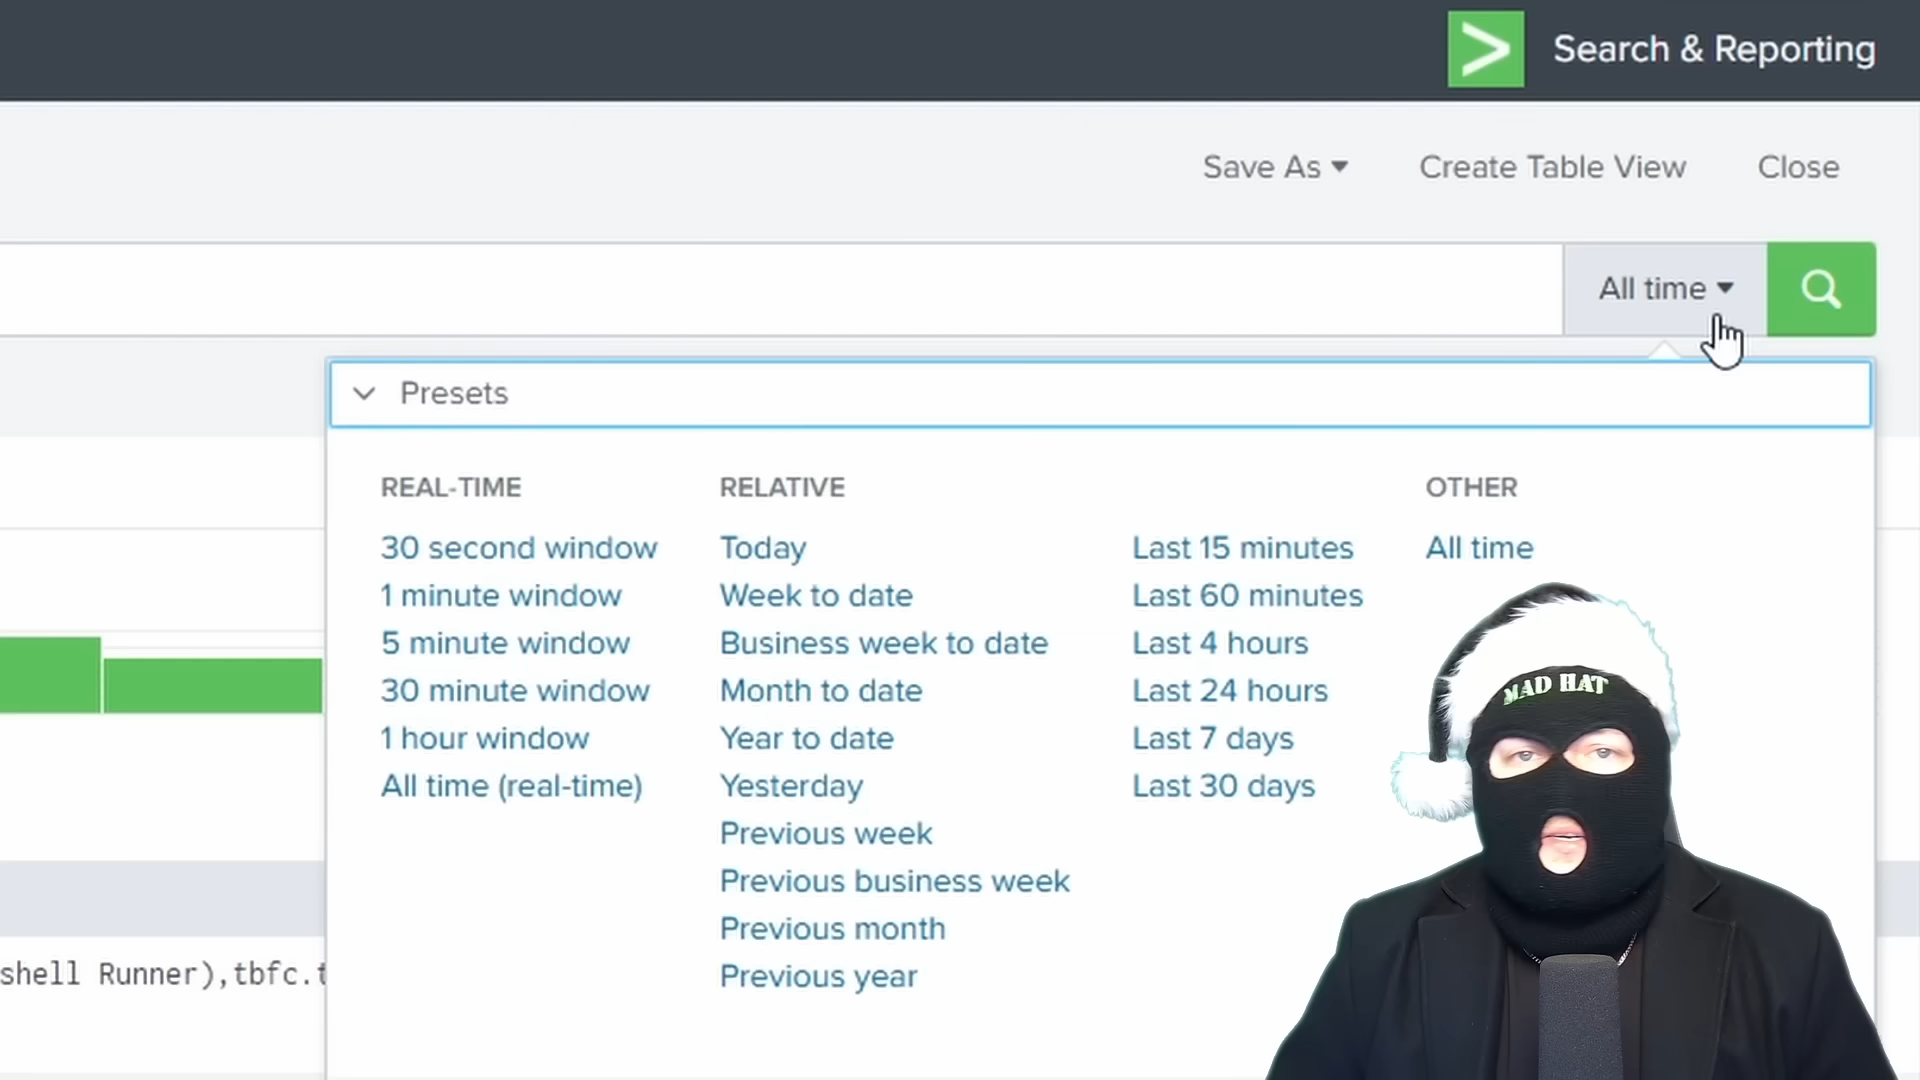 Search & Reporting
Save As
Create Table View
Close
All time
Presets
REAL-TIME
30 second window
1 minute window
5 minute window
30 minute window
1 hour window
All time (real-time)
RELATIVE
Today
Week to date
Business week to date
Month to date
Year to date
Yesterday
Previous week
Previous business week
Previous month
Previous year
Last 15 minutes
Last 60 minutes
Last 4 hours
Last 24 hours
Last 7 days
Last 30 days
OTHER
All time
MAD HAT
shell Runner),tbfc.t